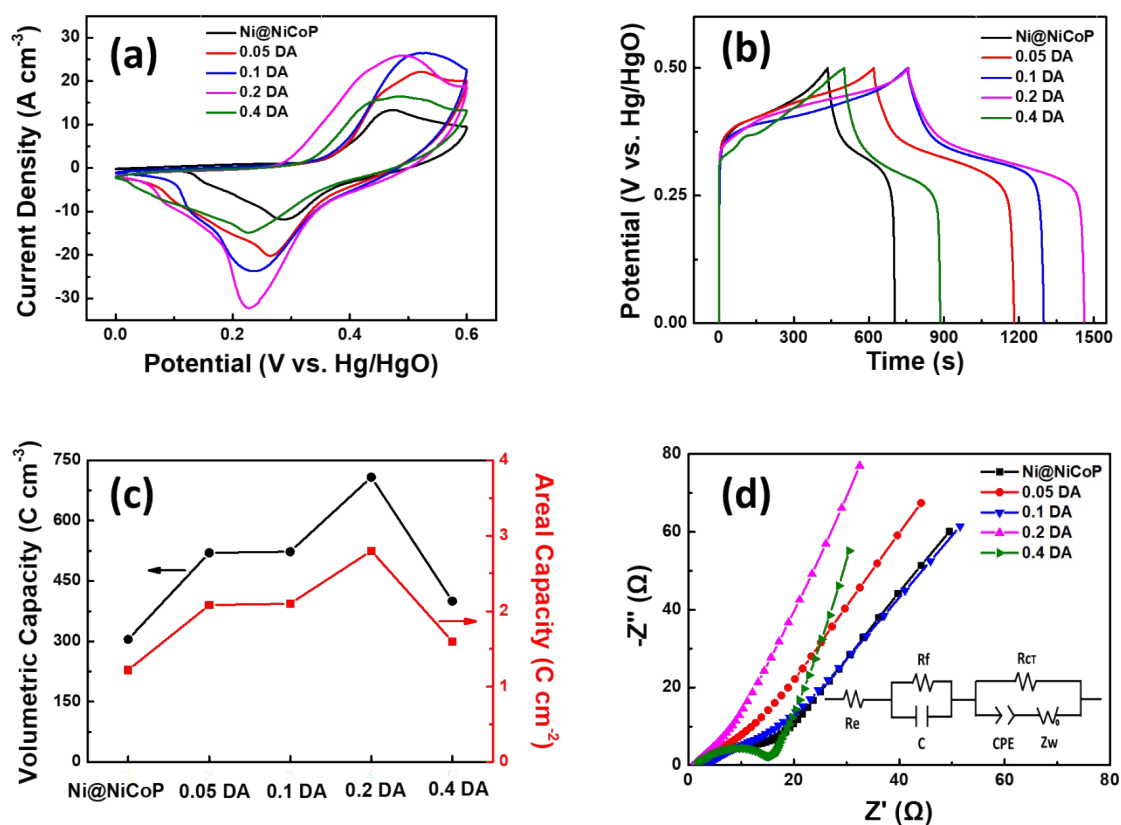 (a)
Ni@NiCoP
0.05 DA
0.1 DA
0.2 DA
0.4 DA
Current Density (A cm⁻³)
30
20
10
0
-10
-20
-30
0.0 0.2 0.4 0.6
Potential (V vs. Hg/HgO)
(b)
Ni@NiCoP
0.05 DA
0.1 DA
0.2 DA
0.4 DA
Potential (V vs. Hg/HgO)
0.50
0.25
0.00
0 300 600 900 1200 1500
Time (s)
(c)
Volumetric Capacity (C cm⁻³)
750
600
450
300
150
0
Areal Capacity (C cm⁻²)
4
3
2
1
0
Ni@NiCoP 0.05 DA 0.1 DA 0.2 DA 0.4 DA
(d)
Ni@NiCoP
0.05 DA
0.1 DA
0.2 DA
0.4 DA
-Z'' (Ω)
80
60
40
20
0
Re
Rf
C
RCT
CPE
Zw
0 20 40 60 80
Z' (Ω)